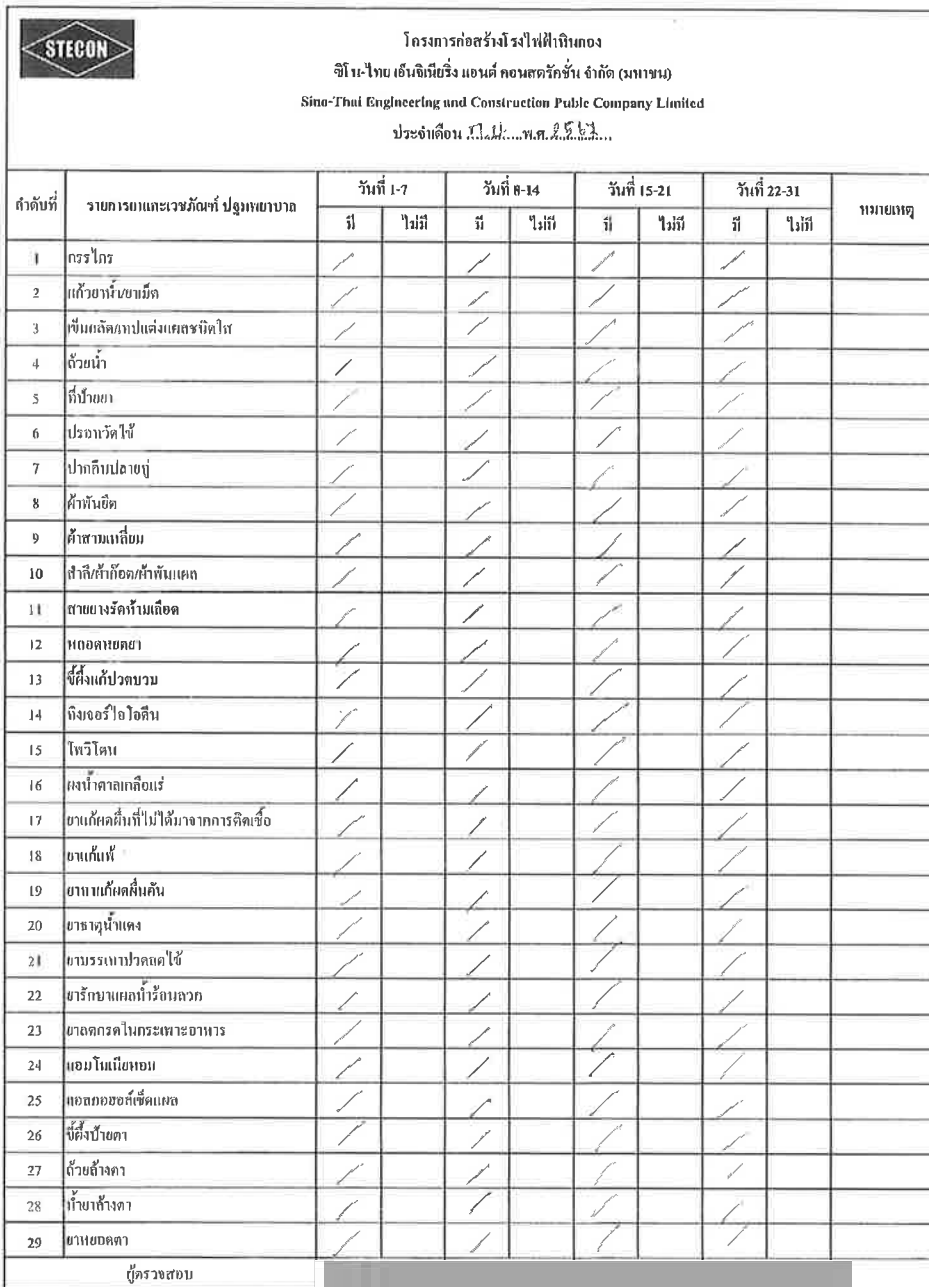 STECON
โครงการก่อสร้างโรงไฟฟ้าหินกอง
ซิโน-ไทย เอ็นจิเนียริ่ง แอนด์ คอนสตรัคชั่น จำกัด (มหาชน)
Sino-Thai Engineering and Construction Public Company Limited
ประจำเดือน ....... พ.ศ. .......
ลำดับที่ รายการยาและเวชภัณฑ์ ปฐมพยาบาล วันที่ 1-7 วันที่ 8-14 วันที่ 15-21 วันที่ 22-31 หมายเหตุ
มี ไม่มี มี ไม่มี มี ไม่มี มี ไม่มี
1 กรรไกร / / / /
2 แก้วยาน้ำ/ยาเม็ด / / / /
3 เข็มกลัด/เทปแต่งแผลชนิดใส / / / /
4 ถ้วยน้ำ / / / /
5 ที่ป้ายยา / / / /
6 ปรอทวัดไข้ / / / /
7 ปากคีบปลายทู่ / / / /
8 ผ้าพันยืด / / / /
9 ผ้าสามเหลี่ยม / / / /
10 สำลี/ผ้าก๊อต/ผ้าพันแผล / / / /
11 สายยางรัดห้ามเลือด / / / /
12 หลอดหยดยา / / / /
13 ขี้ผึ้งแก้ปวดบวม / / / /
14 ทิงเจอร์ไอโอดีน / / / /
15 โพวิโดน / / / /
16 ผงน้ำตาลเกลือแร่ / / / /
17 ยาแก้ผดผื่นที่ไม่ได้มาจากการติดเชื้อ / / / /
18 ยาแก้แพ้ / / / /
19 ยาทาแก้ผดผื่นคัน / / / /
20 ยาธาตุน้ำแดง / / / /
21 ยาบรรเทาปวดลดไข้ / / / /
22 ยารักษาแผลน้ำร้อนลวก / / / /
23 ยาลดกรดในกระเพาะอาหาร / / / /
24 แอมโมเนียหอม / / / /
25 แอลกอฮอล์เช็ดแผล / / / /
26 ขี้ผึ้งป้ายตา / / / /
27 ถ้วยล้างตา / / / /
28 น้ำยาล้างตา / / / /
29 ยาหยอดตา / / / /
ผู้ตรวจสอบ